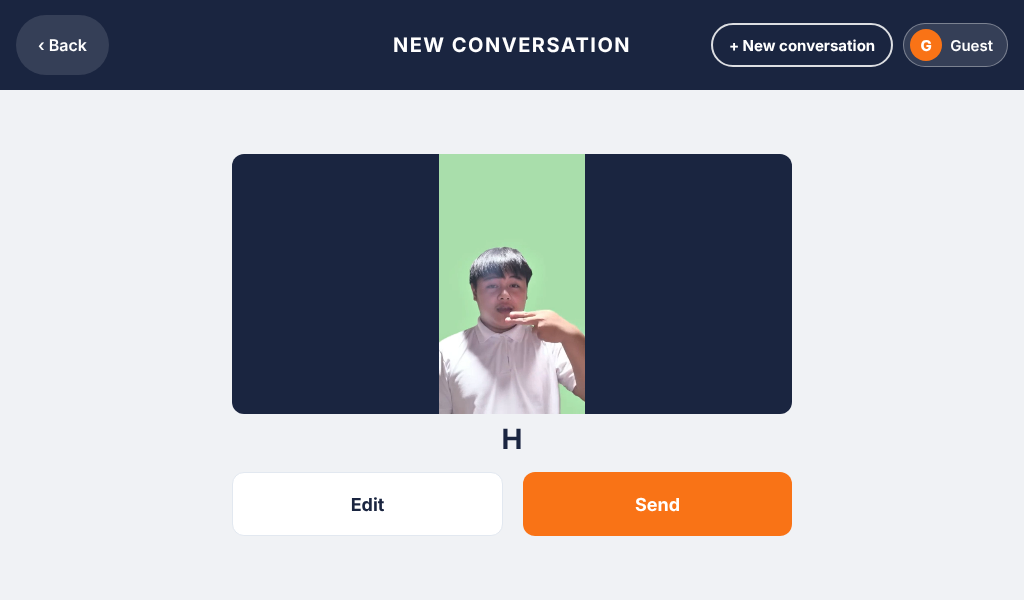 ‹ Back
NEW CONVERSATION
+ New conversation
G
Guest
H
Edit
Send